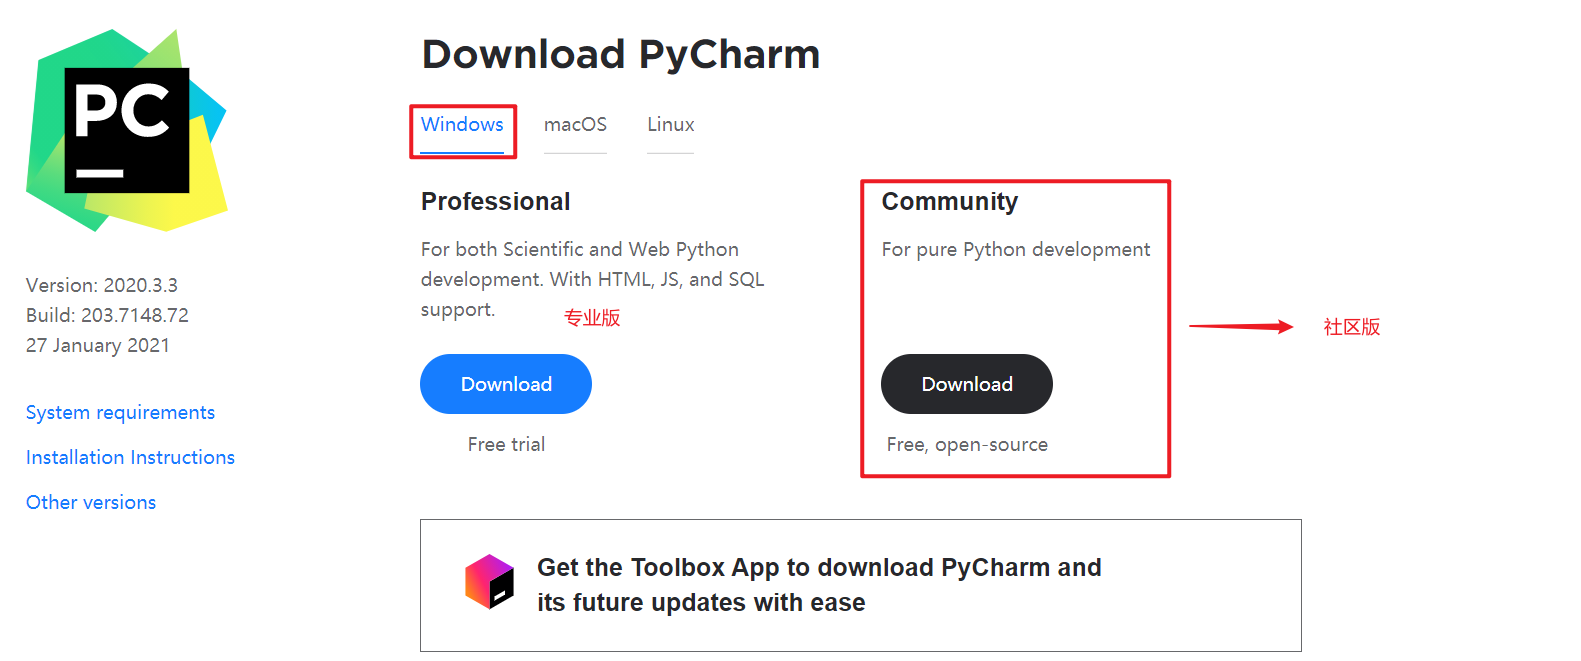 PC
Version: 2020.3.3
Build: 203.7148.72
27 January 2021
System requirements
Installation Instructions
Other versions
Download PyCharm
Windows
macOS
Linux
Professional
For both Scientific and Web Python
development. With HTML, JS, and SQL
support.
专业版
Download
Free trial
Community
For pure Python development
Download
Free, open-source
社区版
Get the Toolbox App to download PyCharm and
its future updates with ease